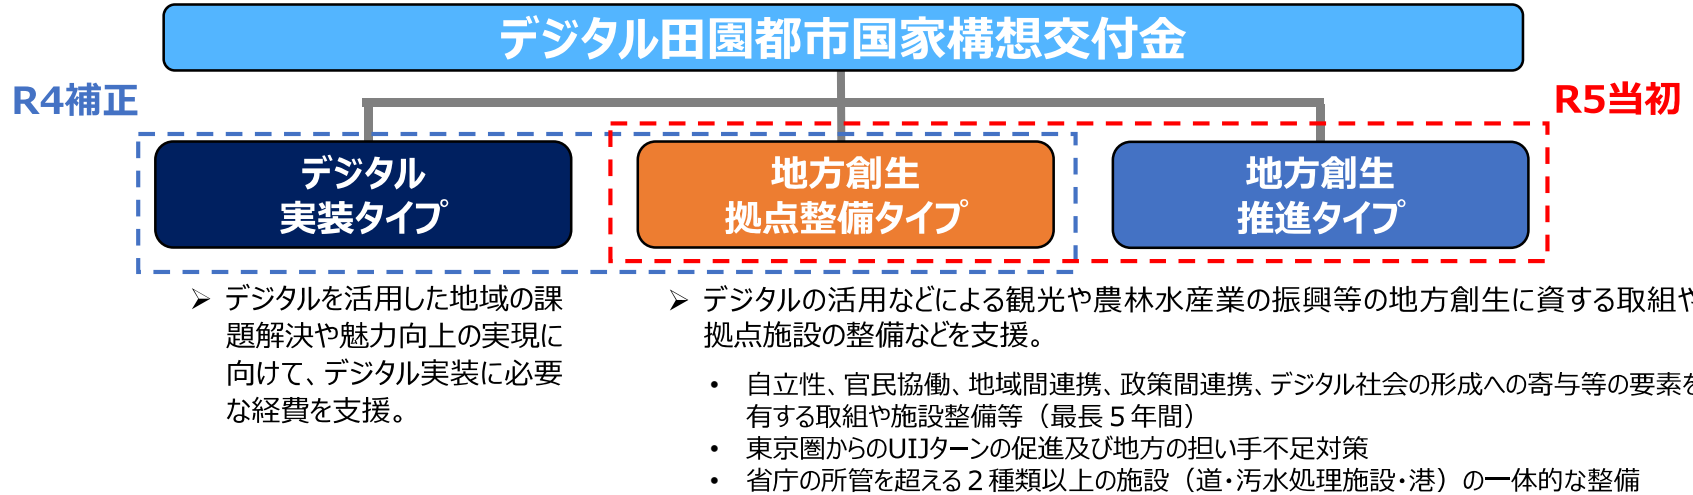 デジタル田園都市国家構想交付金
R4補正
R5当初
デジタル
実装タイプ
地方創生
拠点整備タイプ
地方創生
推進タイプ
➢ デジタルを活用した地域の課
題解決や魅力向上の実現に
向けて、デジタル実装に必要
な経費を支援。
➢ デジタルの活用などによる観光や農林水産業の振興等の地方創生に資する取組や
拠点施設の整備などを支援。
• 自立性、官民協働、地域間連携、政策間連携、デジタル社会の形成への寄与等の要素を
有する取組や施設整備等（最長５年間）
• 東京圏からのUIJターンの促進及び地方の担い手不足対策
• 省庁の所管を超える２種類以上の施設（道・汚水処理施設・港）の一体的な整備